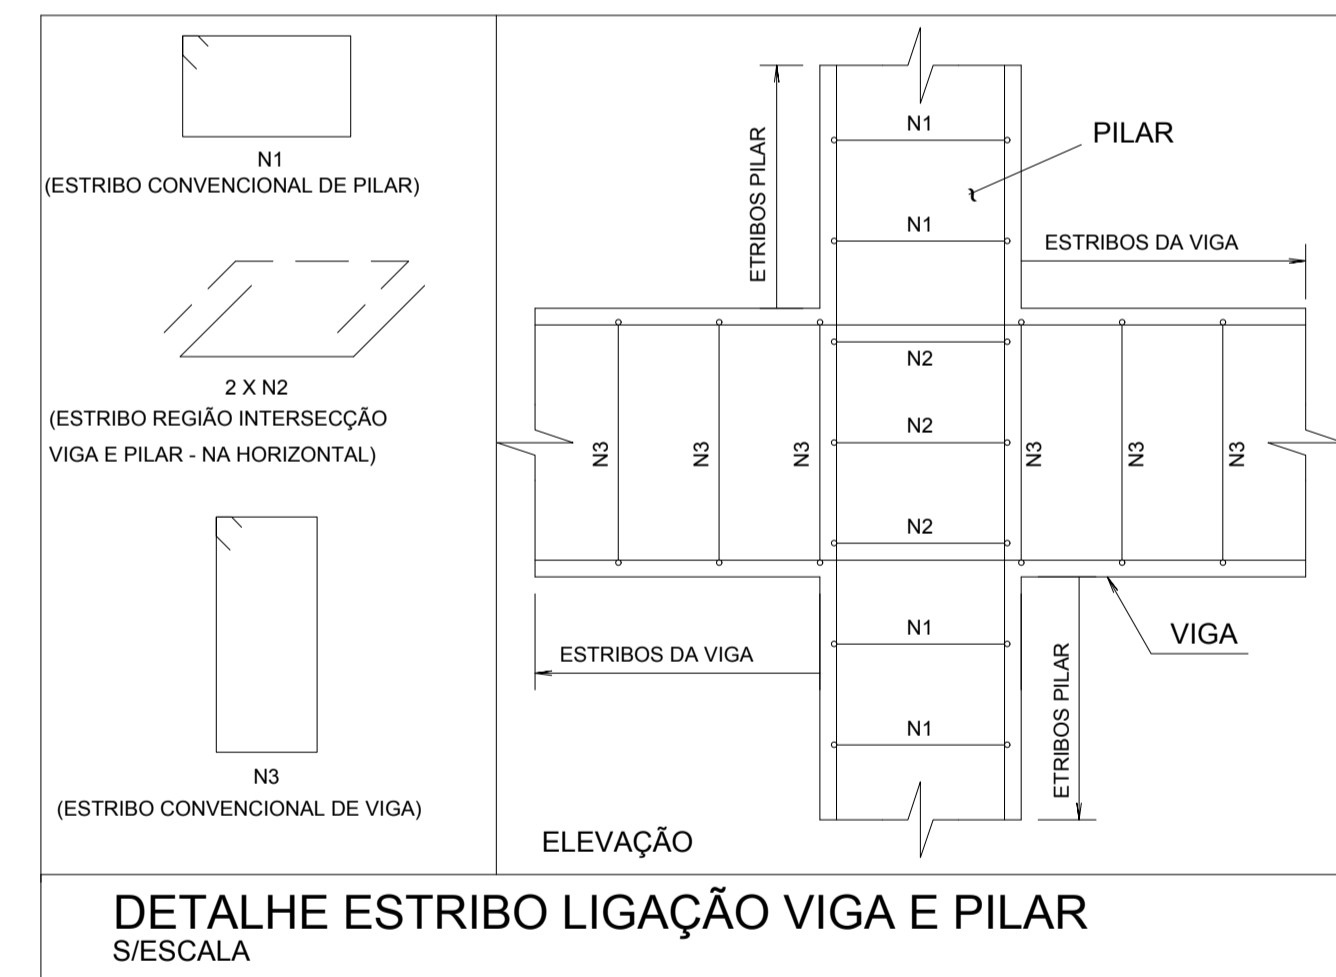 N1
(ESTRIBO CONVENCIONAL DE PILAR)
2 X N2
(ESTRIBO REGIÃO INTERSECÇÃO
VIGA E PILAR - NA HORIZONTAL)
N3
(ESTRIBO CONVENCIONAL DE VIGA)
N1
PILAR
ETRIBOS PILAR
N1
ESTRIBOS DA VIGA
N2
N2
N3
N3
N3
N3
N3
N3
N2
N1
VIGA
ESTRIBOS DA VIGA
ETRIBOS PILAR
N1
ELEVAÇÃO
DETALHE ESTRIBO LIGAÇÃO VIGA E PILAR
S/ESCALA